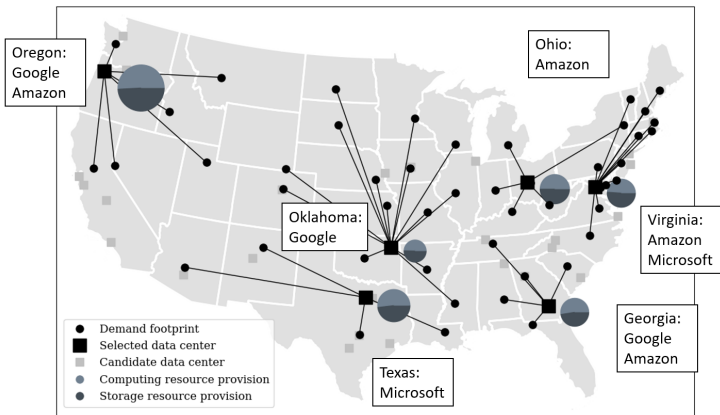 Oregon:
Google
Amazon
Ohio:
Amazon
Oklahoma:
Google
Virginia:
Amazon
Microsoft
Georgia:
Google
Amazon
Texas:
Microsoft
Demand footprint
Selected data center
Candidate data center
Computing resource provision
Storage resource provision